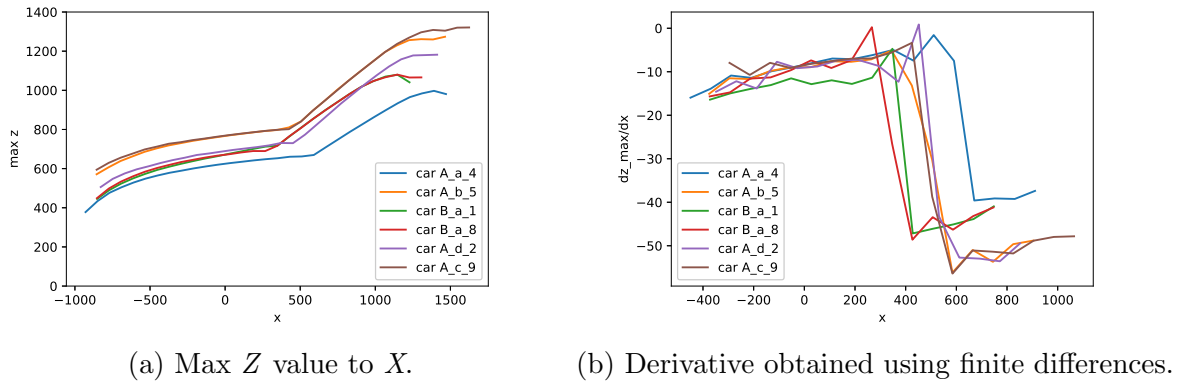 1400
1200
1000
800
600
400
200
0
max z
−1000
−500
0
500
1000
1500
x
car A_a_4
car A_b_5
car B_a_1
car B_a_8
car A_d_2
car A_c_9
0
−10
−20
−30
−40
−50
dz_max/dx
−400
−200
0
200
400
600
800
1000
x
car A_a_4
car A_b_5
car B_a_1
car B_a_8
car A_d_2
car A_c_9
(a) Max Z value to X.
(b) Derivative obtained using finite differences.